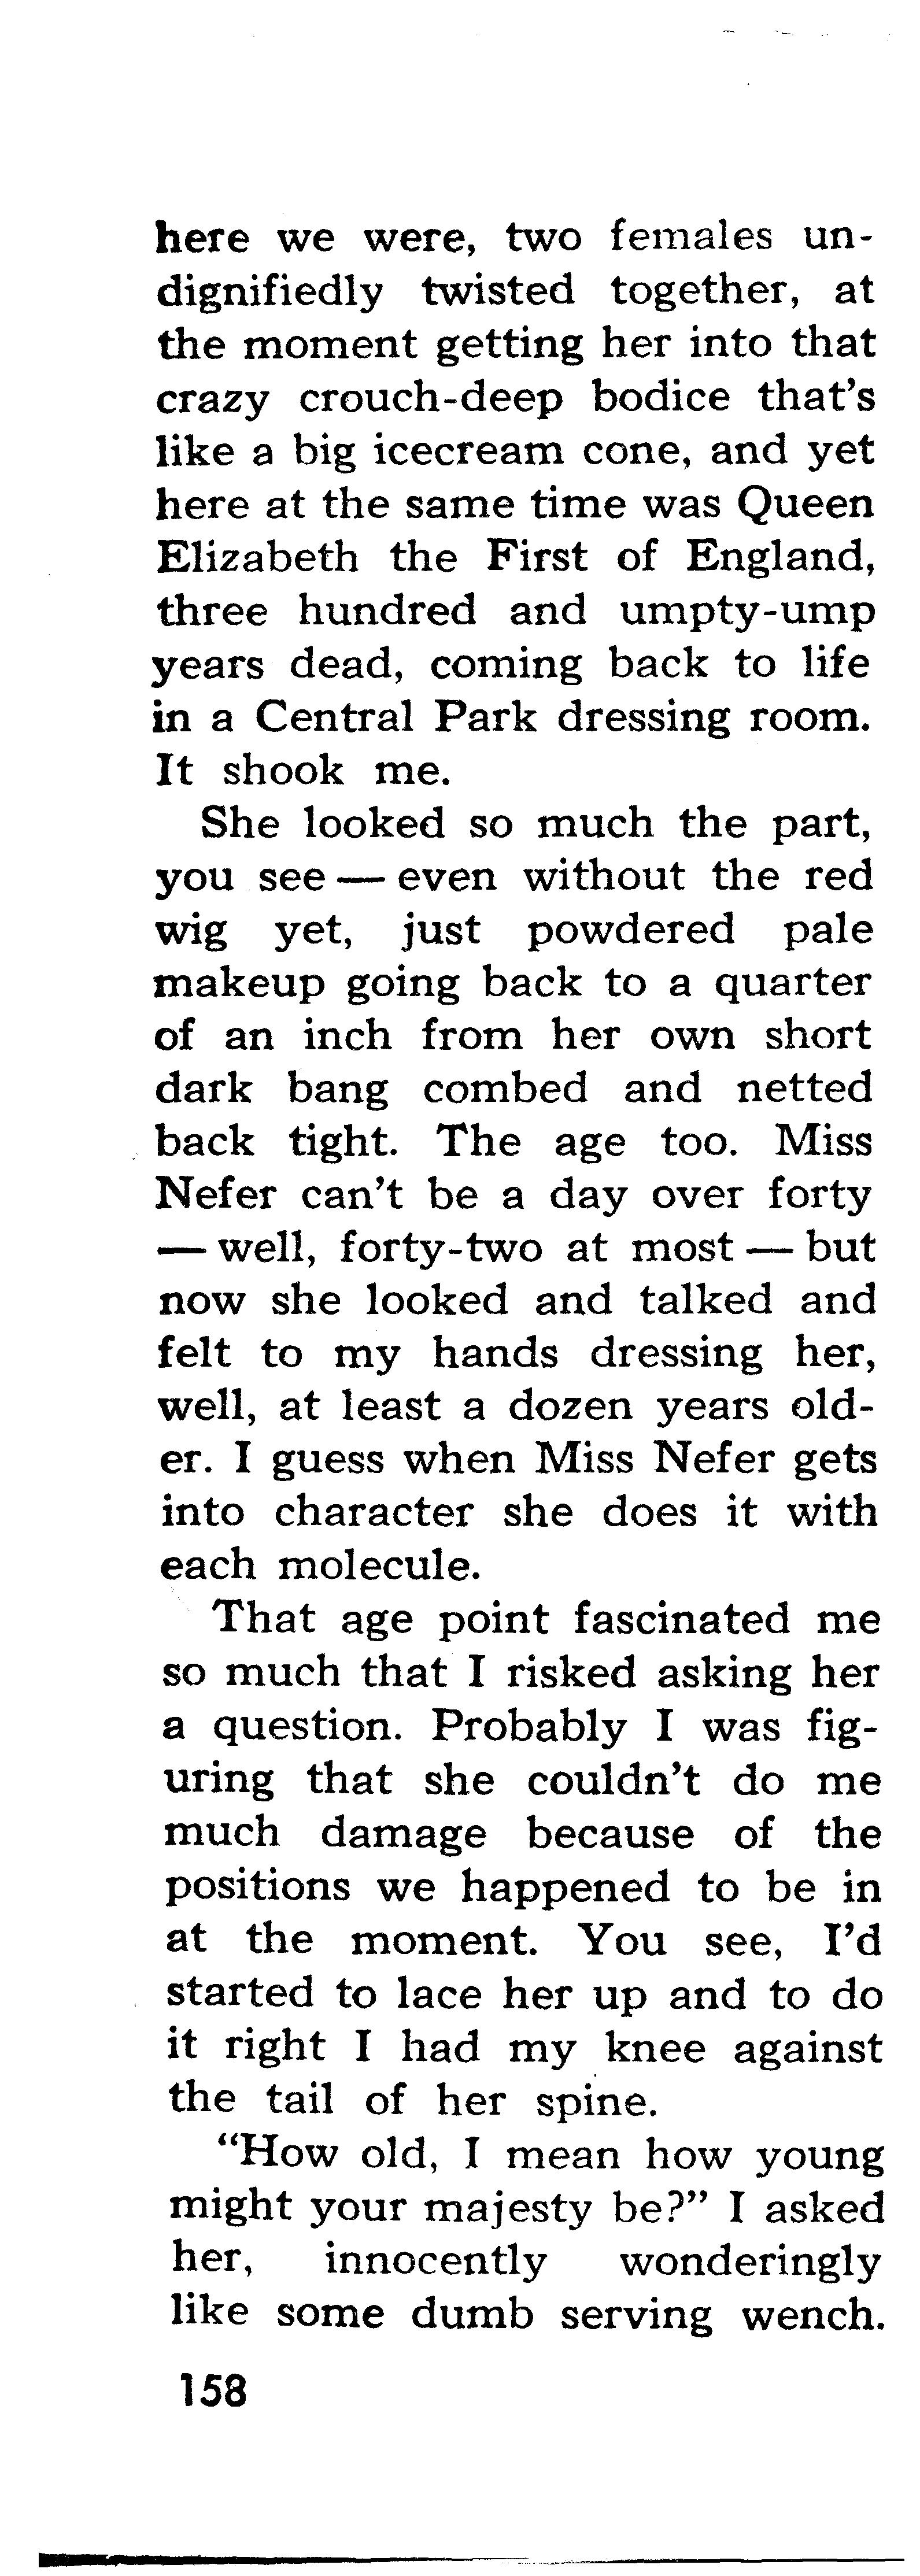 here we were, two females un-
dignifiedly twisted together, at
the moment getting her into that
crazy crouch-deep bodice that's
like a big icecream cone, and yet
here at the same time was Queen
Elizabeth the First of England,
three hundred and umpty-ump
years dead, coming back to life
in a Central Park dressing room.
It shook me.
She looked so much the part,
you see — even without the red
wig yet, just powdered pale
makeup going back to a quarter
of an inch from her own short
dark bang combed and netted
back tight. The age too. Miss
Nefer can't be a day over forty
— well, forty-two at most — but
now she looked and talked and
felt to my hands dressing her,
well, at least a dozen years old-
er. I guess when Miss Nefer gets
into character she does it with
each molecule.
That age point fascinated me
so much that I risked asking her
a question. Probably I was fig-
uring that she couldn't do me
much damage because of the
positions we happened to be in
at the moment. You see, I'd
started to lace her up and to do
it right I had my knee against
the tail of her spine.
"How old, I mean how young
might your majesty be?" I asked
her, innocently wonderingly
like some dumb serving wench.
158